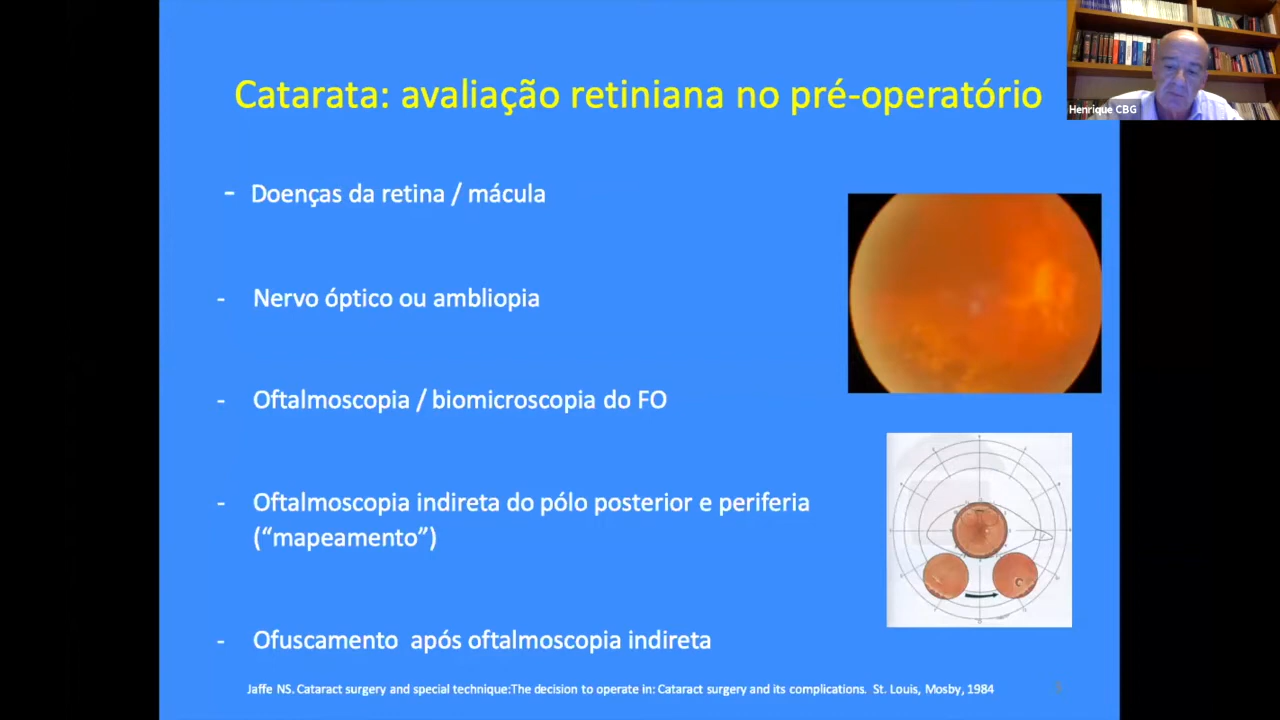 Catarata: avaliação retiniana no pré-operatório
Henrique CBG
- Doenças da retina / mácula
- Nervo óptico ou ambliopia
- Oftalmoscopia / biomicroscopia do FO
- Oftalmoscopia indireta do pólo posterior e periferia
(“mapeamento”)
- Ofuscamento após oftalmoscopia indireta
Jaffe NS. Cataract surgery and special technique:The decision to operate in: Cataract surgery and its complications. St. Louis, Mosby, 1984